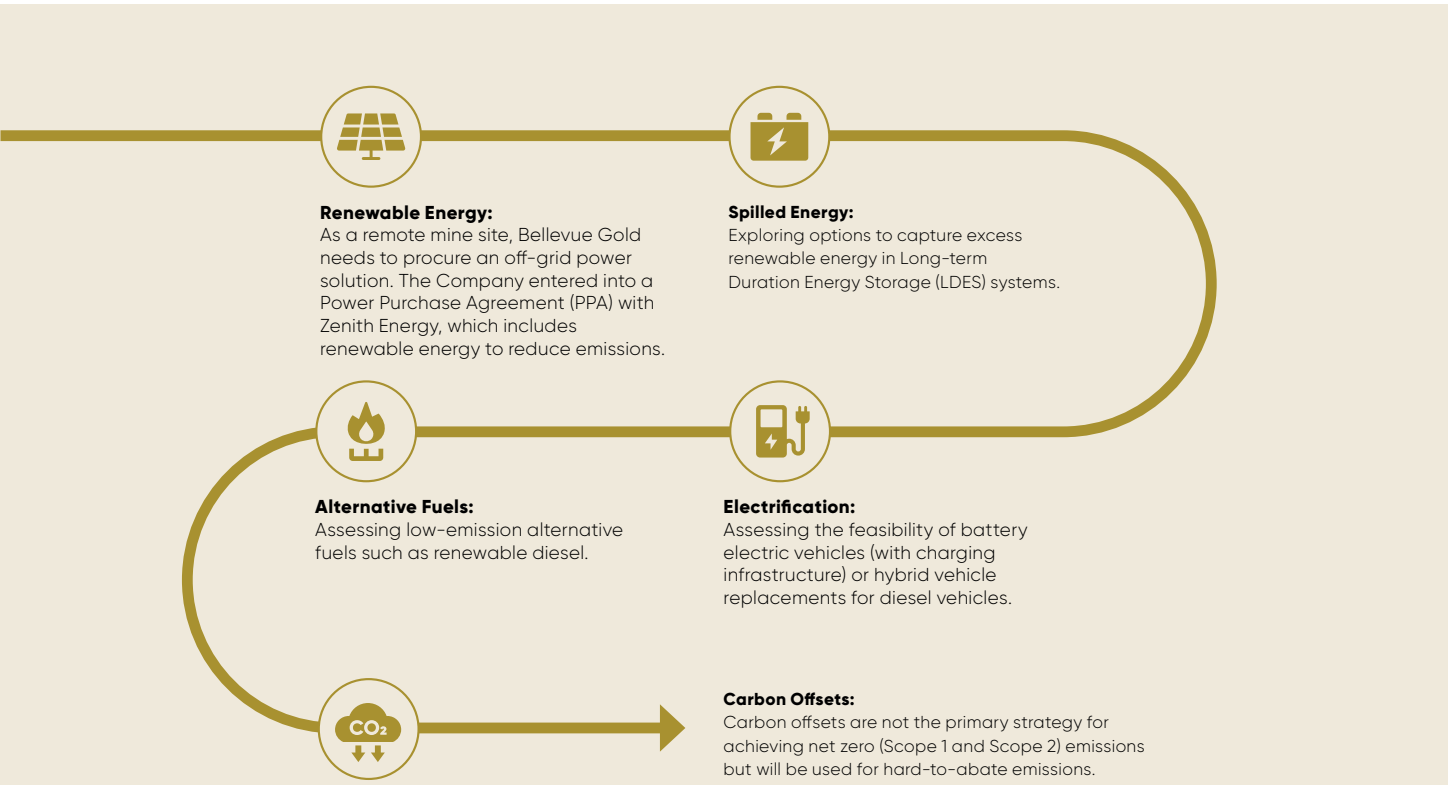 Renewable Energy:
As a remote mine site, Bellevue Gold
needs to procure an off-grid power
solution. The Company entered into a
Power Purchase Agreement (PPA) with
Zenith Energy, which includes
renewable energy to reduce emissions.
Spilled Energy:
Exploring options to capture excess
renewable energy in Long-term
Duration Energy Storage (LDES) systems.
Electrification:
Assessing the feasibility of battery
electric vehicles (with charging
infrastructure) or hybrid vehicle
replacements for diesel vehicles.
Alternative Fuels:
Assessing low-emission alternative
fuels such as renewable diesel.
CO₂
Carbon Offsets:
Carbon offsets are not the primary strategy for
achieving net zero (Scope 1 and Scope 2) emissions
but will be used for hard-to-abate emissions.